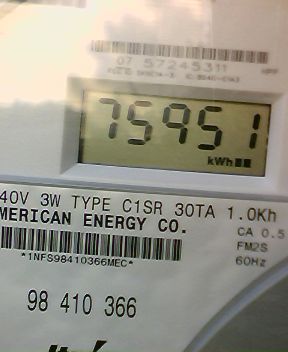 07 57245311
75951
kWh
40V 3W TYPE C1SR 30TA 1.0Kh
MERICAN ENERGY CO.
CA 0.5
FM2S
60Hz
*1NFS98410366MEC*
98 410 366